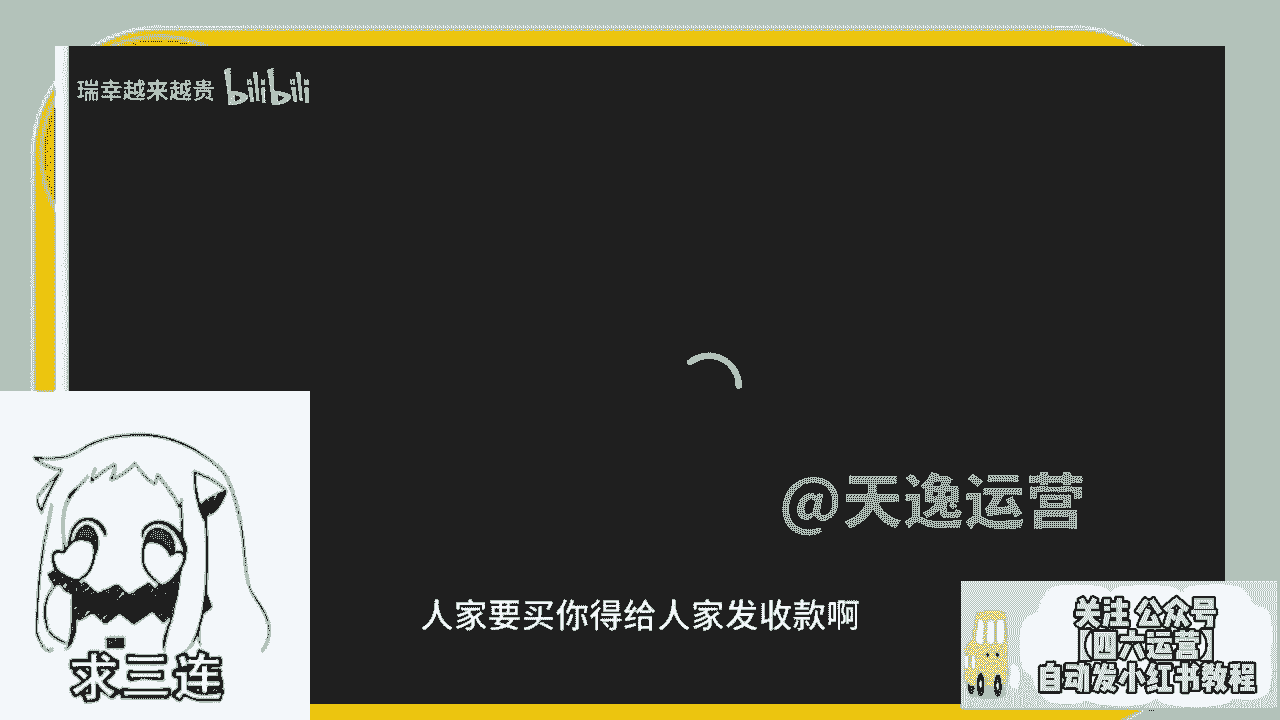 瑞幸越来越贵 bilibili
@天逸运营
人家要买你得给人家发收款啊
求三连
关注 公众号
（四六运营）
自动发小红书教程